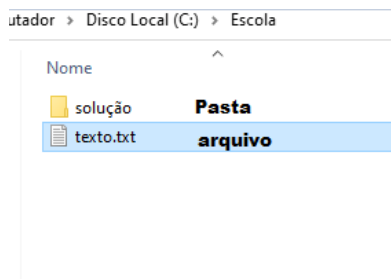 utador > Disco Local (C:) > Escola
Nome
solução Pasta
texto.txt arquivo